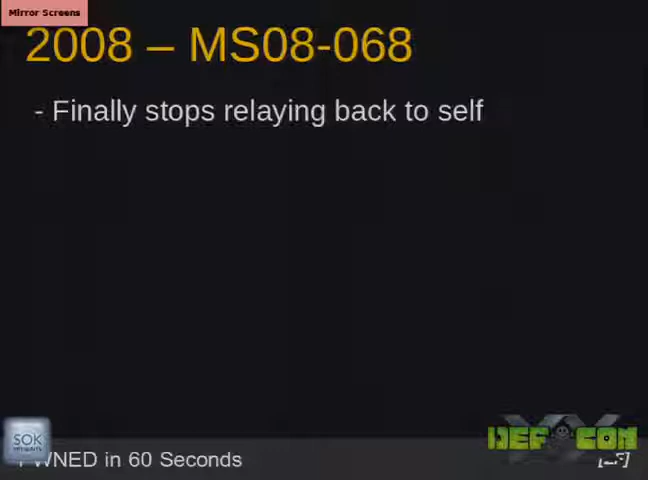 Mirror Screens
2008 – MS08-068
- Finally stops relaying back to self
SOK
WNED in 60 Seconds
DEF CON